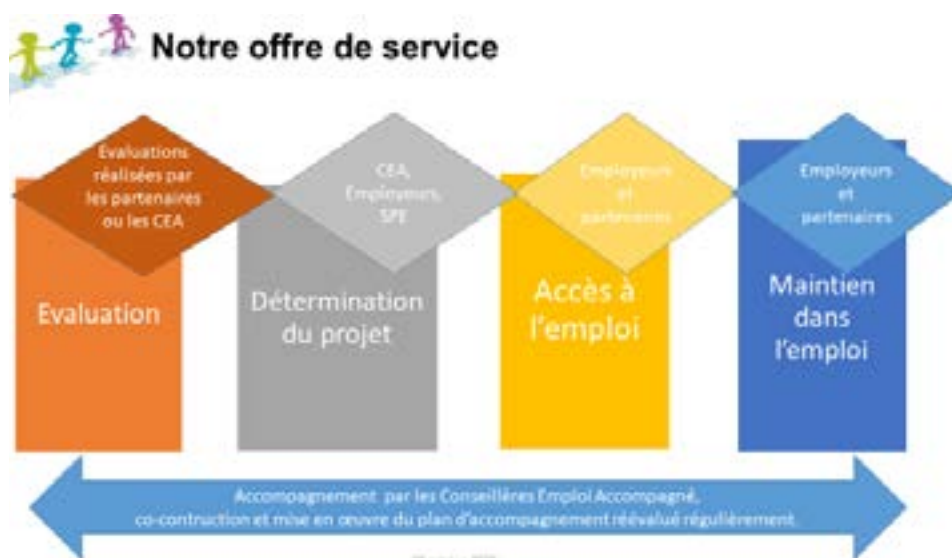 Notre offre de service
Evaluations
réalisées par
les partenaires
ou les CEA
CEA,
Employeurs,
SPE
Employeurs
et
partenaires
Employeurs
et
partenaires
Evaluation
Détermination
du projet
Accès à
l'emploi
Maintien
dans
l'emploi
Accompagnement par les Conseillères Emploi Accompagné,
co-contruction et mise en œuvre du plan d'accompagnement réévalué régulièrement.